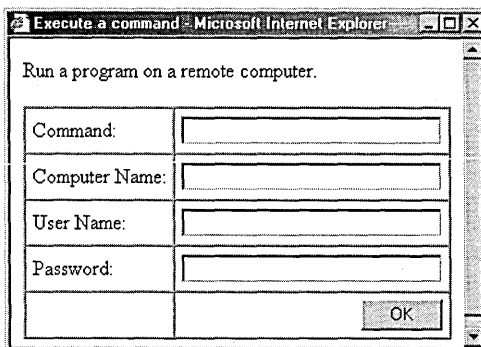 Execute a command - Microsoft Internet Explorer
Run a program on a remote computer.
Command:
Computer Name:
User Name:
Password:
OK